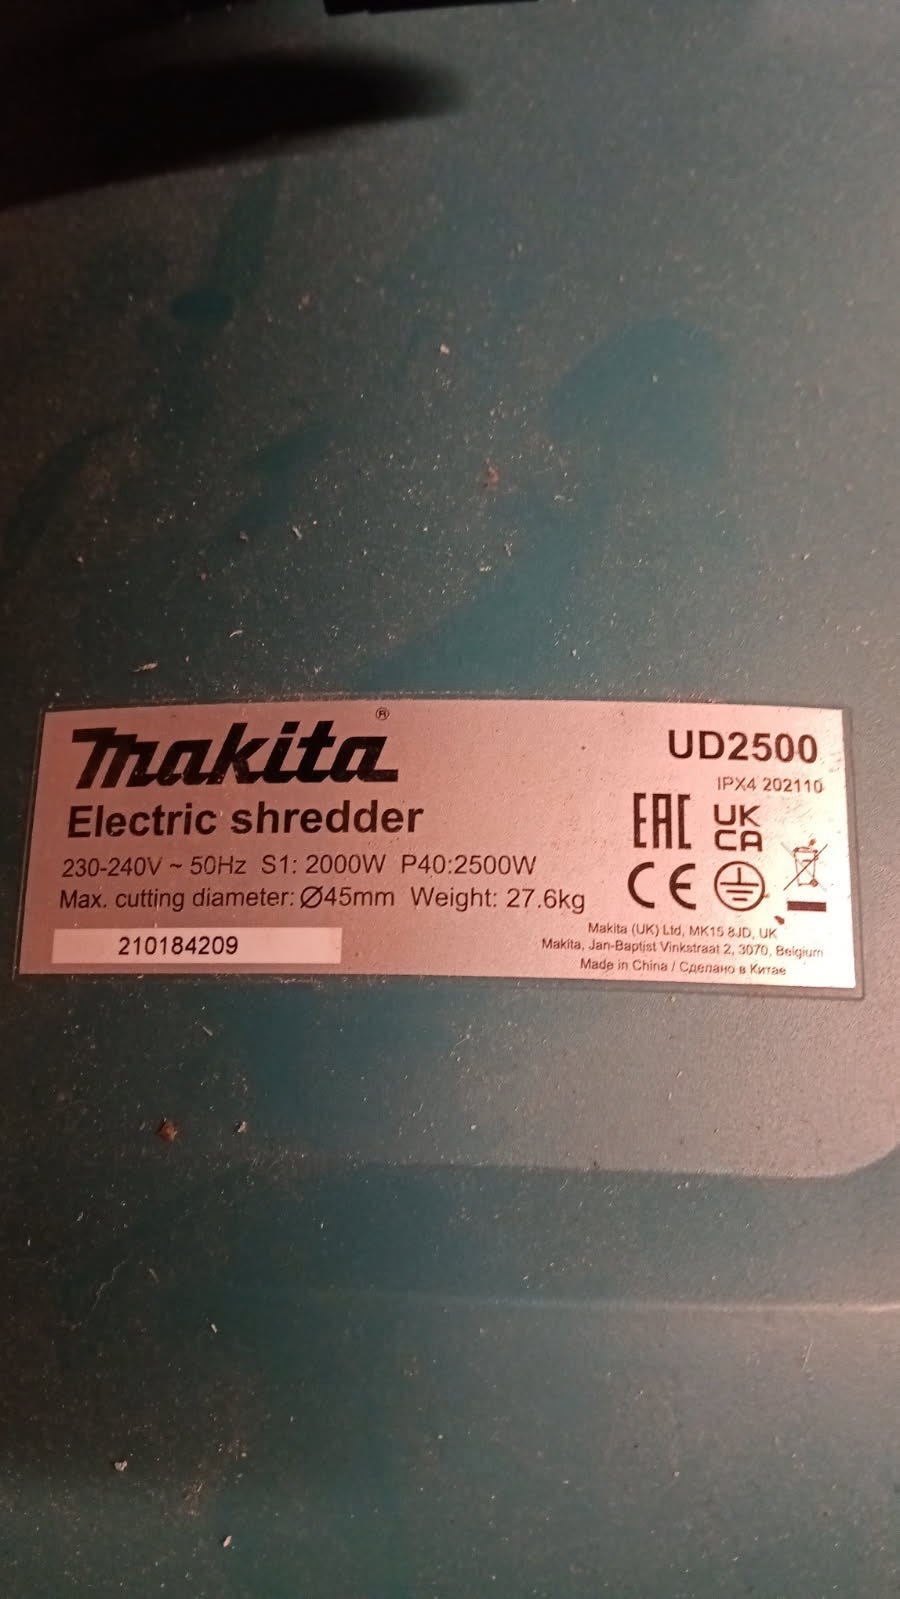 Makita®
UD2500
IPX4 202110
Electric shredder
230-240V ~ 50Hz S1: 2000W P40:2500W
Max. cutting diameter: Ø45mm Weight: 27.6kg
EAC
UK
CA
CE
210184209
Makita (UK) Ltd, MK15 8JD, UK
Makita, Jan-Baptist Vinkstraat 2, 3070, Belgium
Made in China / Сделано в Китае